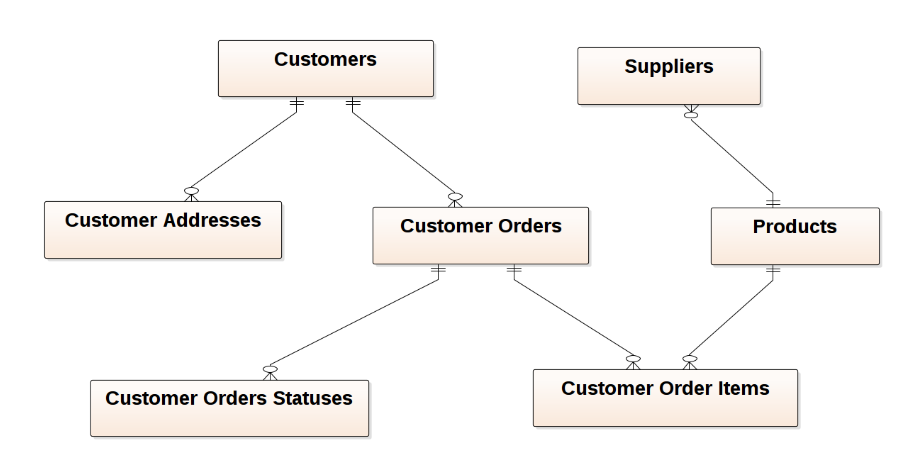 Customers
Suppliers
Customer Addresses
Customer Orders
Products
Customer Orders Statuses
Customer Order Items